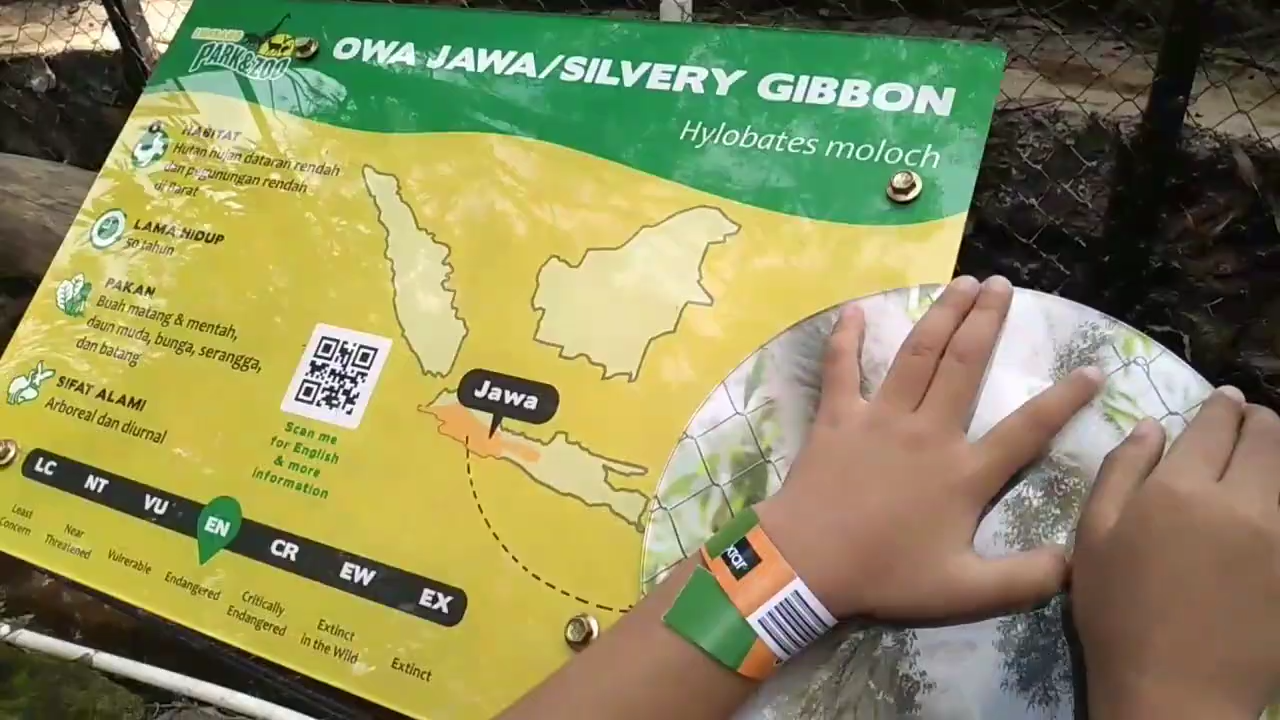 PARK&ZOO
OWA JAWA/SILVERY GIBBON
Hylobates moloch
HABITAT
Hutan hujan dataran rendah
dan pegunungan rendah
di Barat
LAMA HIDUP
50 tahun
PAKAN
Buah matang & mentah,
daun muda, bunga, serangga,
dan batang
SIFAT ALAMI
Arboreal dan diurnal
Jawa
Scan me
for English
& more
information
LC NT VU EN CR EW EX
Least
Concern
Near
Threatened
Vulnerable
Endangered
Critically
Endangered
Extinct
in the Wild
Extinct